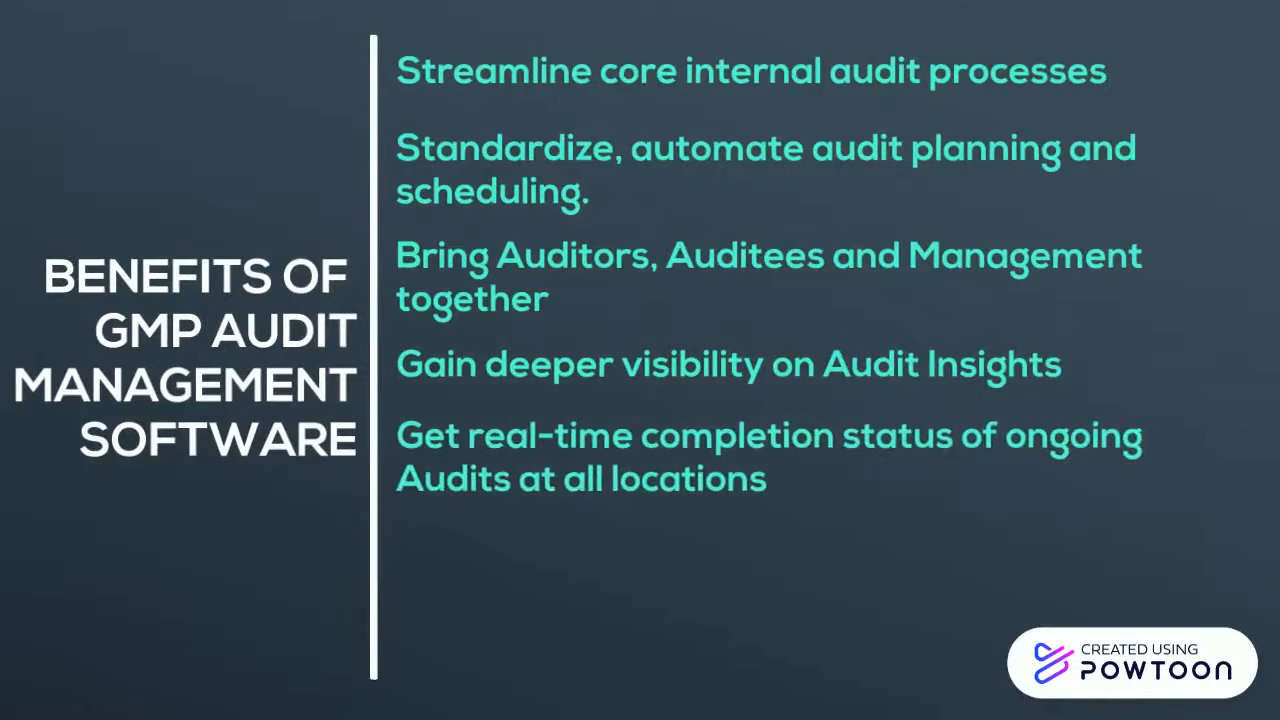 BENEFITS OF
GMP AUDIT
MANAGEMENT
SOFTWARE
Streamline core internal audit processes
Standardize, automate audit planning and
scheduling.
Bring Auditors, Auditees and Management
together
Gain deeper visibility on Audit Insights
Get real-time completion status of ongoing
Audits at all locations
CREATED USING
POWTOON